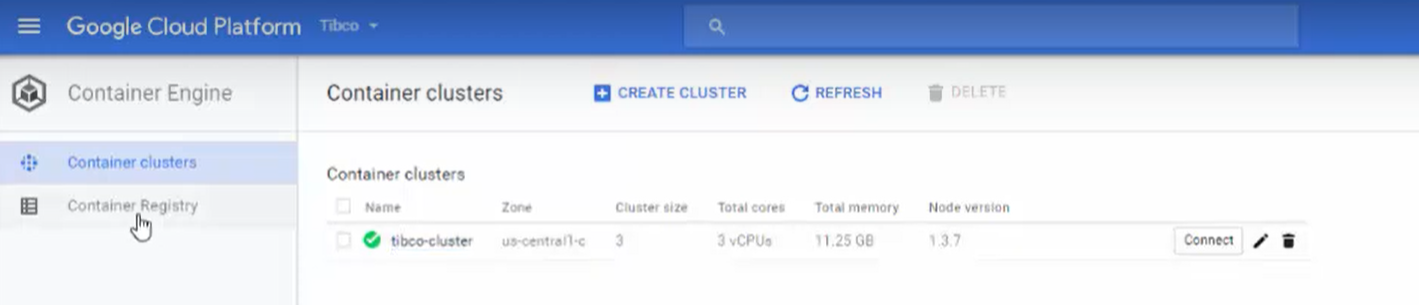 Google Cloud Platform Tibco
Container Engine
Container clusters CREATE CLUSTER REFRESH DELETE
Container clusters
Container Registry
Container clusters
Name Zone Cluster size Total cores Total memory Node version
tibco-cluster us-central1-c 3 3 vCPUs 11.25 GB 1.3.7 Connect